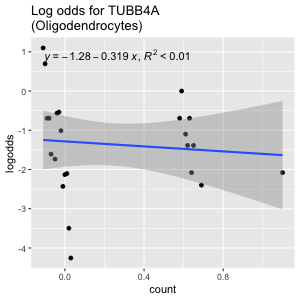 Log odds for TUBB4A
(Oligodendrocytes)
y = −1.28 − 0.319 x, R² < 0.01
1
0
-1
-2
-3
-4
logodds
0.0 0.4 0.8
count